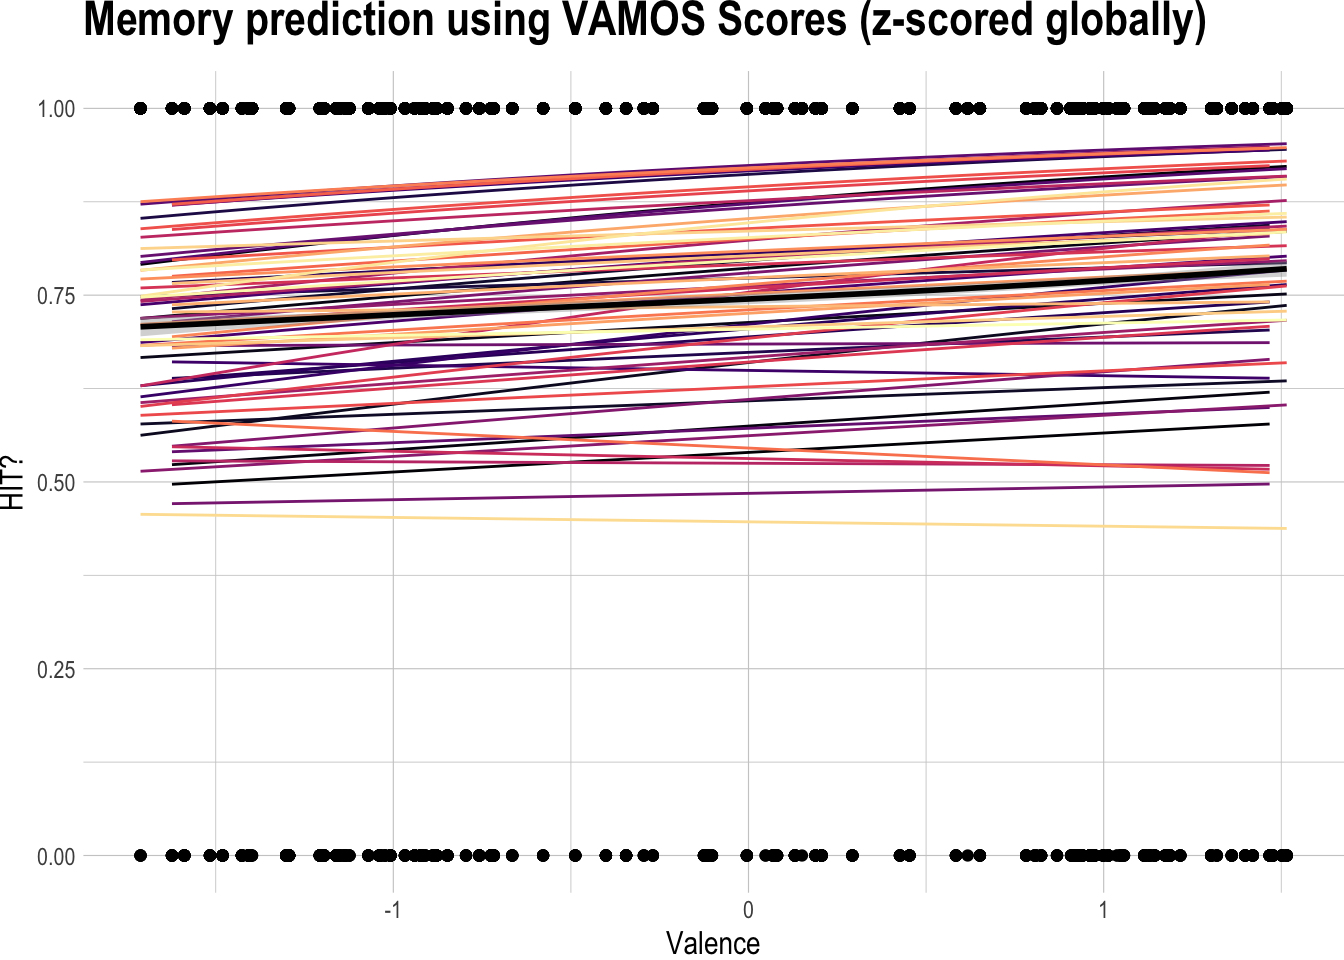 Memory prediction using VAMOS Scores (z-scored globally)
1.00
0.75
0.50
0.25
0.00
HIT?
-1 0 1
Valence